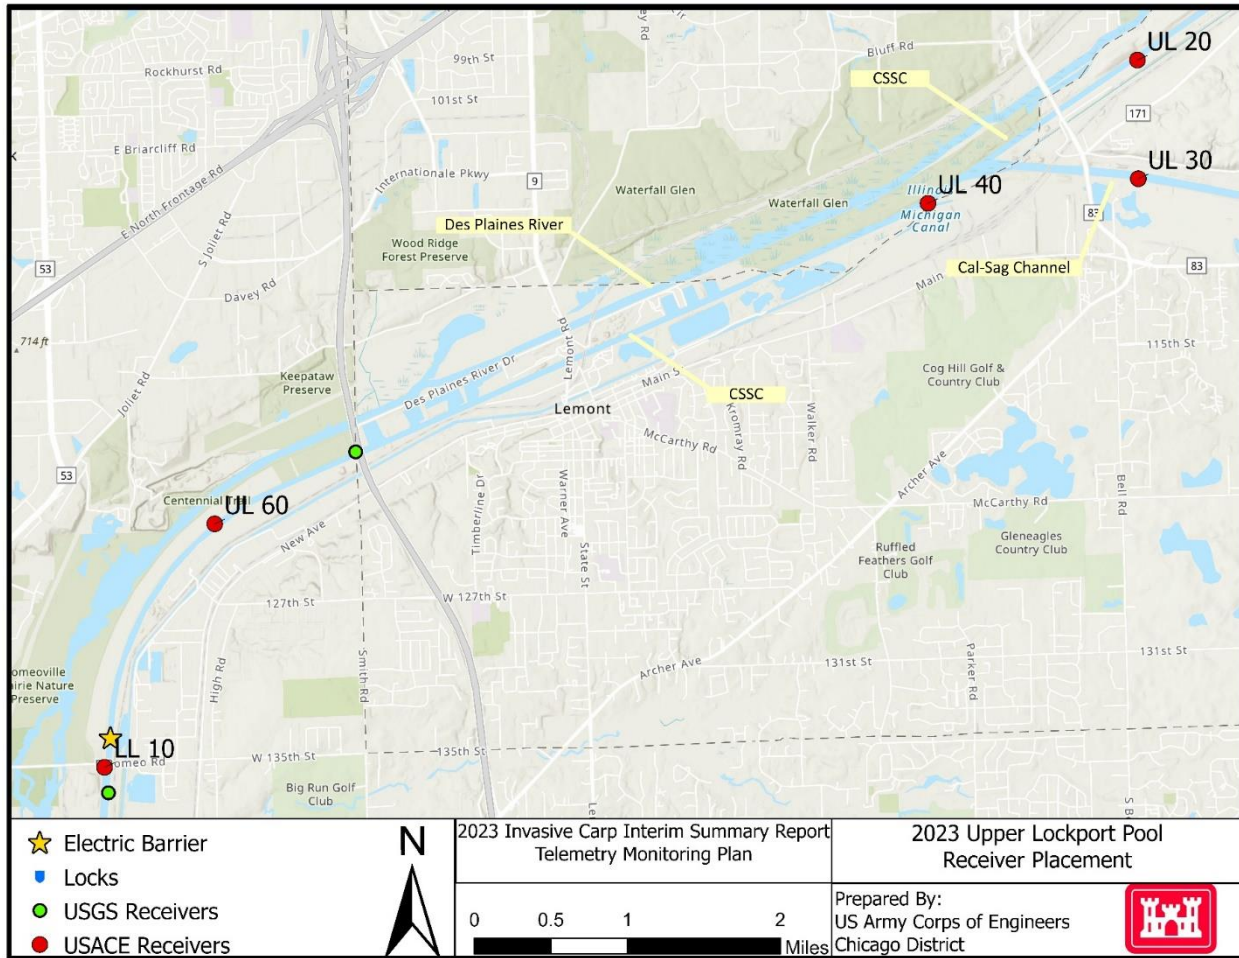 Rockhurst Rd
99th St
101st St
Bluff Rd
CSSC
UL 20
171
E Briarcliff Rd
E North Frontage Rd
Internationale Pkwy
9
Waterfall Glen
Waterfall Glen
UL 30
UL 40
Illinois
Michigan
Canal
83
S Joliet Rd
Des Plaines River
Wood Ridge
Forest Preserve
53
Davey Rd
Cal-Sag Channel
83
Main
714 ft
Lemont Rd
115th St
Keepataw
Preserve
Des Plaines River Dr
Joliet Rd
Main S
CSSC
Cog Hill Golf &
Country Club
Lemont
Kromray Rd
Walker Rd
McCarthy Rd
53
Archer Ave
Bell Rd
Centennial Trail
UL 60
New Ave
Timberline Dr
Warner Ave
McCarthy Rd
Gleneagles
Country Club
Ruffled
Feathers Golf
Club
State St
127th St
W 127th St
High Rd
Smith Rd
Archer Ave
131st St
131st St
Parker Rd
omeoville
irie Nature
Preserve
LL 10
omeo Rd
W 135th St
135th St
Big Run Golf
Club
Electric Barrier
Locks
USGS Receivers
USACE Receivers
N
2023 Invasive Carp Interim Summary Report
Telemetry Monitoring Plan
0 0.5 1 2
Miles
2023 Upper Lockport Pool
Receiver Placement
Prepared By:
US Army Corps of Engineers
Chicago District